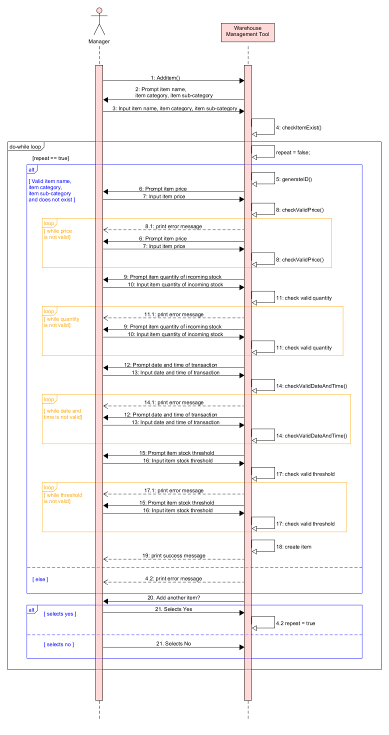 Manager
Warehouse
Management Tool
1: AddItem()
2: Prompt item name,
item category, item sub-category
3: Input item name, item category, item sub-category
4: checkItemExist()
do-while loop
[repeat == true]
repeat = false;
alt
[ Valid item name,
item category,
item sub-category
and does not exist ]
5: generateID()
6: Prompt item price
7: Input item price
8: checkValidPrice()
loop
[ while price
is not valid]
8.1: print error message
6: Prompt item price
7: Input item price
8: checkValidPrice()
9: Prompt item quantity of incoming stock
10: Input item quantity of incoming stock
11: check valid quantity
loop
[ while quantity
is not valid]
11.1: print error message
9: Prompt item quantity of incoming stock
10: Input item quantity of incoming stock
11: check valid quantity
12: Prompt date and time of transaction
13: Input date and time of transaction
14: checkValidDateAndTime()
loop
[ while date and
time is not valid]
14.1: print error message
12: Prompt date and time of transaction
13: Input date and time of transaction
14: checkValidDateAndTime()
15: Prompt item stock threshold
16: Input item stock threshold
17: check valid threshold
loop
[ while threshold
is not valid]
17.1: print error message
15: Prompt item stock threshold
16: Input item stock threshold
17: check valid threshold
18: create item
19: print success message
[ else ]
4.2: print error message
20. Add another item?
alt
[ selects yes ]
21. Selects Yes
4.2 repeat = true
[ selects no ]
21. Selects No